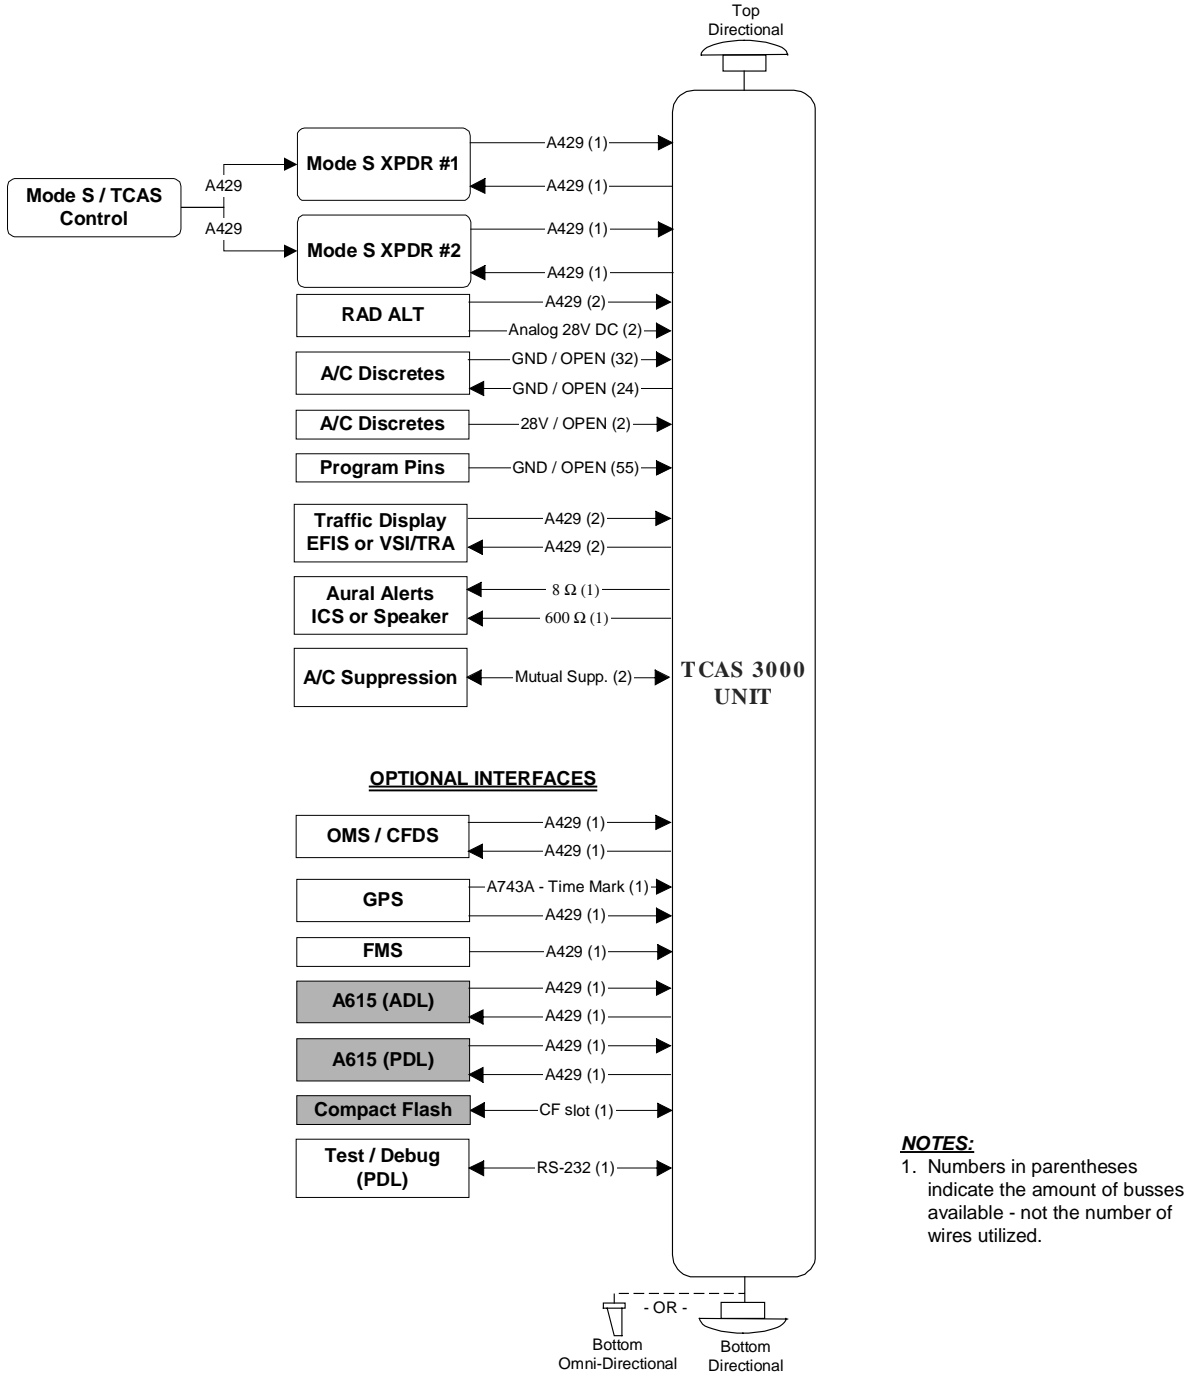 Top
Directional
Mode S / TCAS
Control
A429
A429
Mode S XPDR #1
A429 (1)
A429 (1)
Mode S XPDR #2
A429 (1)
A429 (1)
RAD ALT
A429 (2)
Analog 28V DC (2)
A/C Discretes
GND / OPEN (32)
GND / OPEN (24)
A/C Discretes
28V / OPEN (2)
Program Pins
GND / OPEN (55)
Traffic Display
EFIS or VSI/TRA
A429 (2)
A429 (2)
Aural Alerts
ICS or Speaker
8 Ω (1)
600 Ω (1)
A/C Suppression
Mutual Supp. (2)
TCAS 3000
UNIT
OPTIONAL INTERFACES
OMS / CFDS
A429 (1)
A429 (1)
GPS
A743A - Time Mark (1)
A429 (1)
FMS
A429 (1)
A615 (ADL)
A429 (1)
A429 (1)
A615 (PDL)
A429 (1)
A429 (1)
Compact Flash
CF slot (1)
Test / Debug
(PDL)
RS-232 (1)
NOTES:
1. Numbers in parentheses
indicate the amount of busses
available - not the number of
wires utilized.
- OR -
Bottom
Omni-Directional
Bottom
Directional